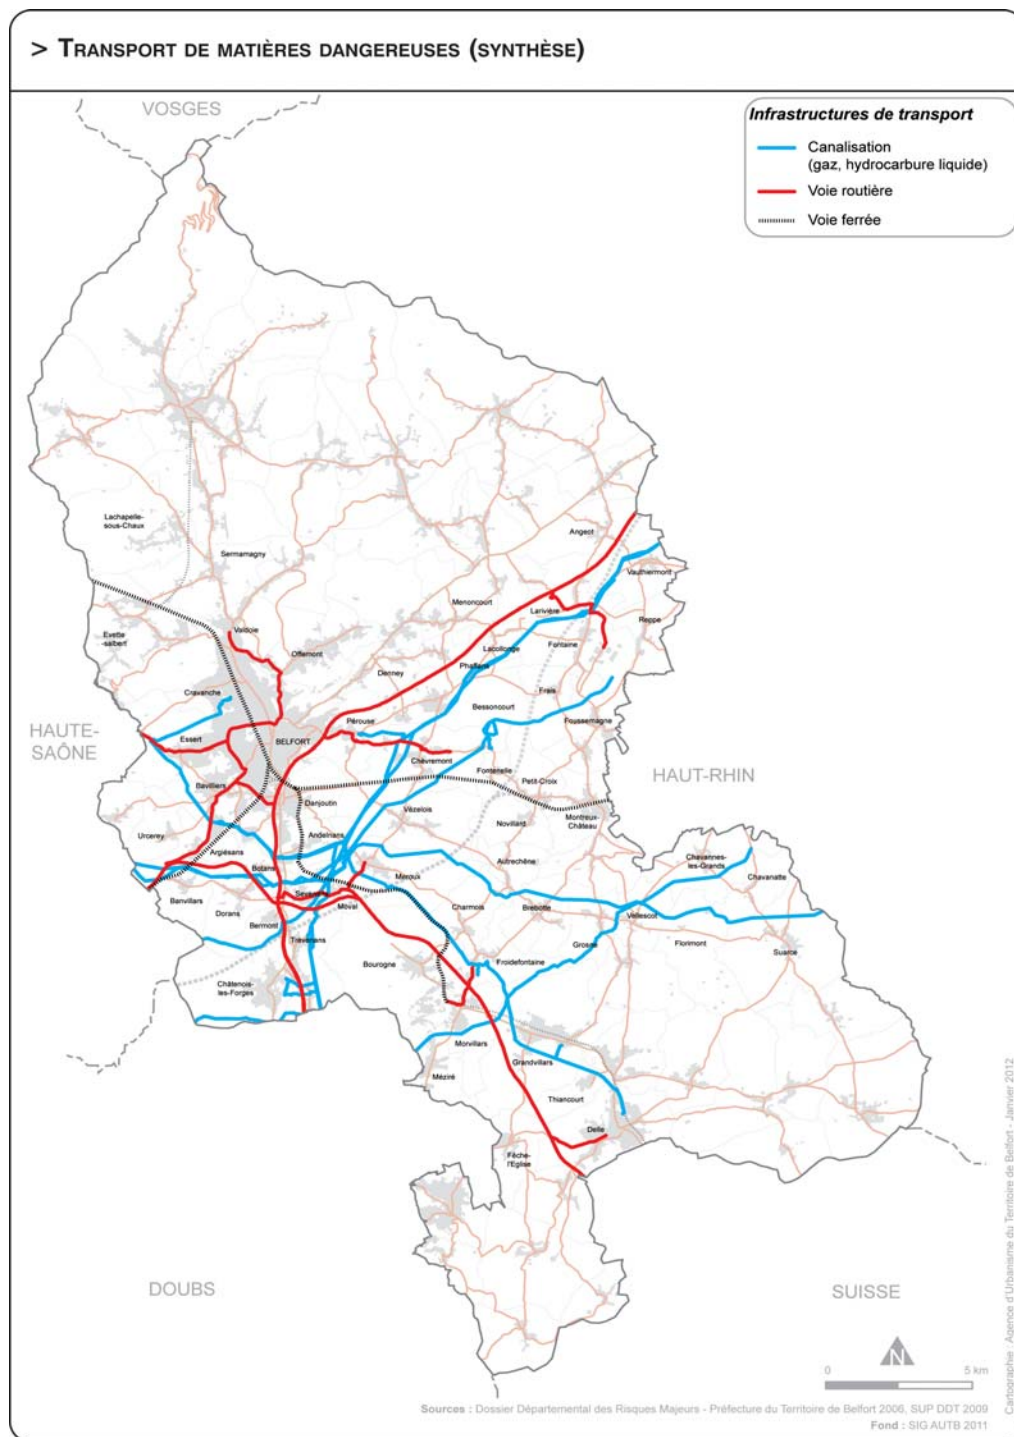 > Transport de matières dangereuses (synthèse)
VOSGES
Infrastructures de transport
Canalisation
(gaz, hydrocarbure liquide)
Voie routière
Voie ferrée
Lachapelle-
sous-Chaux
Angeot
Sermamagny
Vauthiermont
Menoncourt
Larivière
Reppe
Valdoie
Evette
-salbert
Offemont
Lacollonge
Fontaine
Phaffans
Denney
Frais
Cravanche
Bessoncourt
Foussemagne
HAUTE-
SAÔNE
Essert
BELFORT
Pérouse
Chèvremont
HAUT-RHIN
Fontenelle
Petit-Croix
Bavilliers
Danjoutin
Vézelois
Novillard
Montreux-
Château
Urcerey
Andelnans
Argiésans
Autrechêne
Chavannes-
les-Grands
Botans
Meroux
Chavanatte
Banvillars
Sevenans
Moval
Dorans
Charmois
Brebotte
Vellescot
Bermont
Trévenans
Grosne
Florimont
Suarce
Bourogne
Froidefontaine
Châtenois-
les-Forges
Morvillars
Grandvillars
Méziré
Thiancourt
Delle
Fêche-
l'Eglise
DOUBS
SUISSE
N
0
5 km
Sources : Dossier Départemental des Risques Majeurs - Préfecture du Territoire de Belfort 2006, SUP DDT 2009
Fond : SIG AUTB 2011
Cartographie : Agence d'Urbanisme du Territoire de Belfort - Janvier 2012